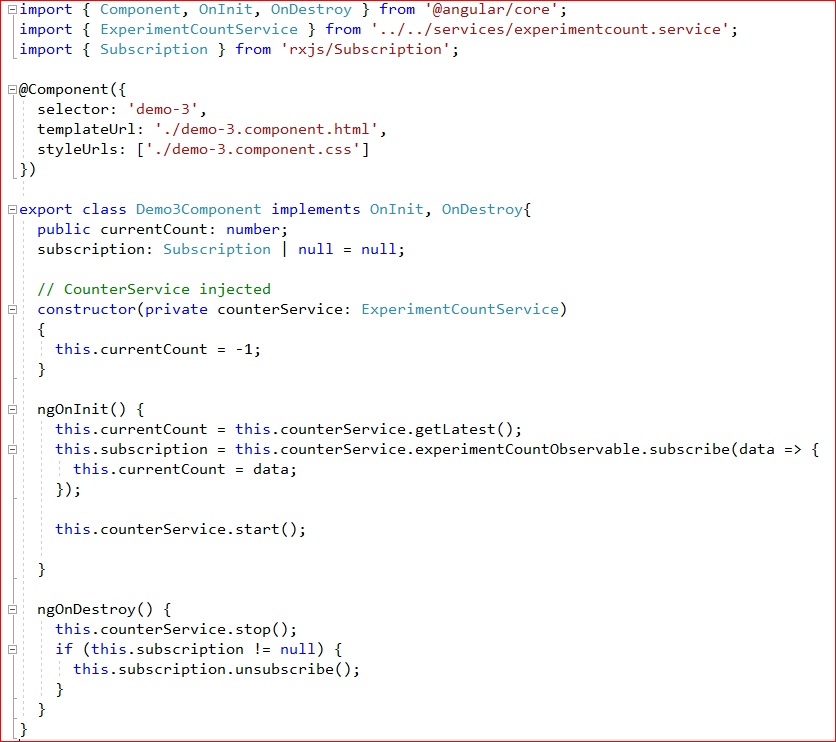 import { Component, OnInit, OnDestroy } from '@angular/core';
import { ExperimentCountService } from '../../services/experimentcount.service';
import { Subscription } from 'rxjs/Subscription';

@Component({
  selector: 'demo-3',
  templateUrl: './demo-3.component.html',
  styleUrls: ['./demo-3.component.css']
})

export class Demo3Component implements OnInit, OnDestroy{
  public currentCount: number;
  subscription: Subscription | null = null;

  // CounterService injected
  constructor(private counterService: ExperimentCountService)
  {
    this.currentCount = -1;
  }

  ngOnInit() {
    this.currentCount = this.counterService.getLatest();
    this.subscription = this.counterService.experimentCountObservable.subscribe(data => {
      this.currentCount = data;
    });

    this.counterService.start();

  }

  ngOnDestroy() {
    this.counterService.stop();
    if (this.subscription != null) {
      this.subscription.unsubscribe();
    }
  }
}